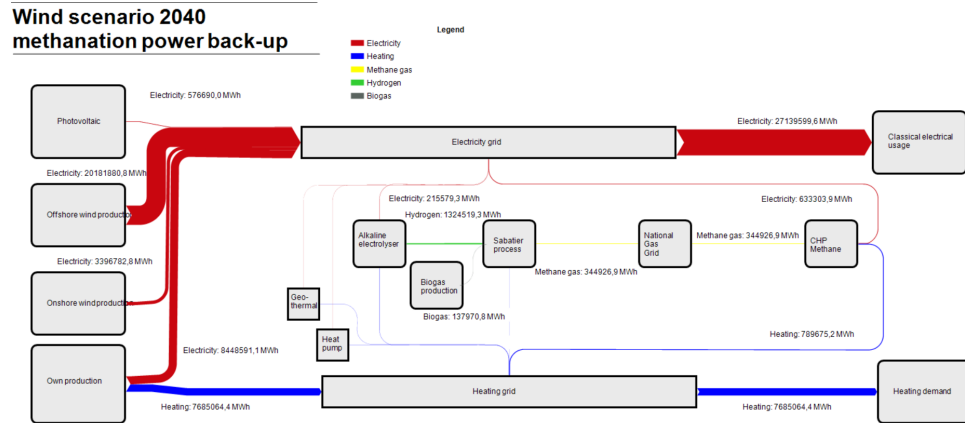 Wind scenario 2040
methanation power back-up
Legend
Electricity
Heating
Methane gas
Hydrogen
Biogas
Electricity: 576690,0 MWh
Photovoltaic
Electricity: 27139599,6 MWh
Electricity grid
Classical electrical
usage
Electricity: 20181880,8 MWh
Offshore wind production
Electricity: 215579,3 MWh
Electricity: 633303,9 MWh
Hydrogen: 1324519,3 MWh
Alkaline
electrolyser
Sabatier
process
National
Gas
Grid
Methane gas: 344926,9 MWh
CHP
Methane
Electricity: 3396782,8 MWh
Methane gas: 344926,9 MWh
Biogas
production
Onshore wind production
Geo-
thermal
Biogas: 137970,8 MWh
Heat
pump
Heating: 789675,2 MWh
Electricity: 8448591,1 MWh
Own production
Heating grid
Heating demand
Heating: 7685064,4 MWh
Heating: 7685064,4 MWh